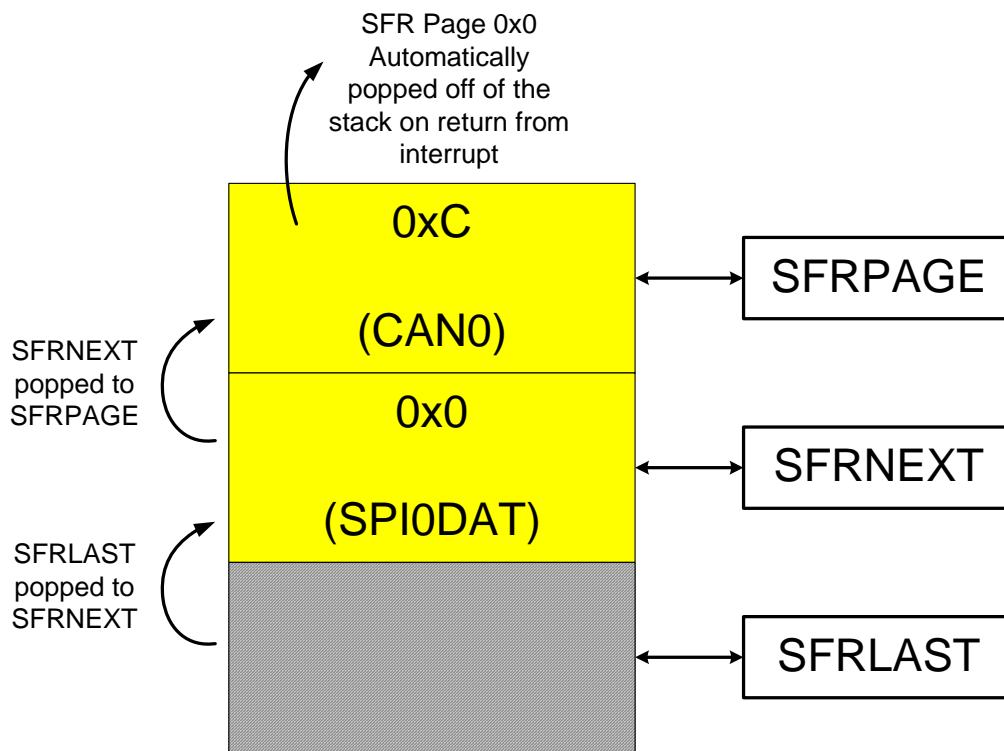 SFR Page 0x0
Automatically
popped off of the
stack on return from
interrupt
0xC
(CAN0)
SFRPAGE
SFRNEXT
popped to
SFRPAGE
0x0
(SPI0DAT)
SFRNEXT
SFRLAST
popped to
SFRNEXT
SFRLAST